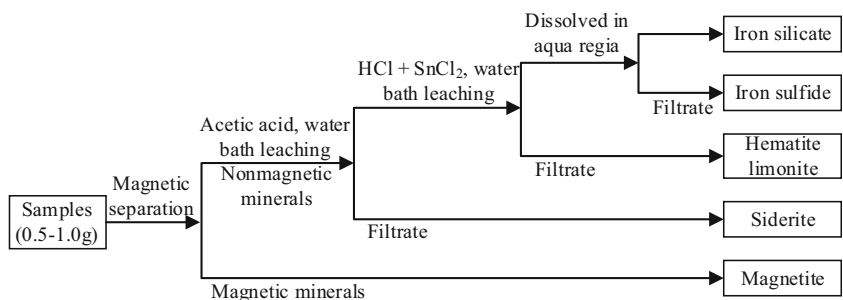 Dissolved in
aqua regia
Iron silicate
HCl + SnCl₂, water
bath leaching
Iron sulfide
Filtrate
Acetic acid, water
bath leaching
Nonmagnetic
minerals
Hematite
limonite
Filtrate
Magnetic
separation
Samples
(0.5-1.0g)
Siderite
Filtrate
Magnetite
Magnetic minerals